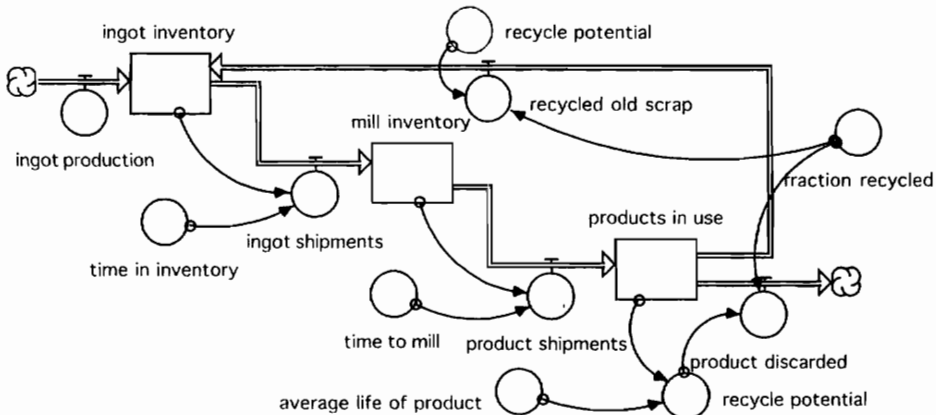 ingot inventory
recycle potential
recycled old scrap
mill inventory
ingot production
fraction recycled
products in use
ingot shipments
time in inventory
time to mill
product shipments
product discarded
recycle potential
average life of product